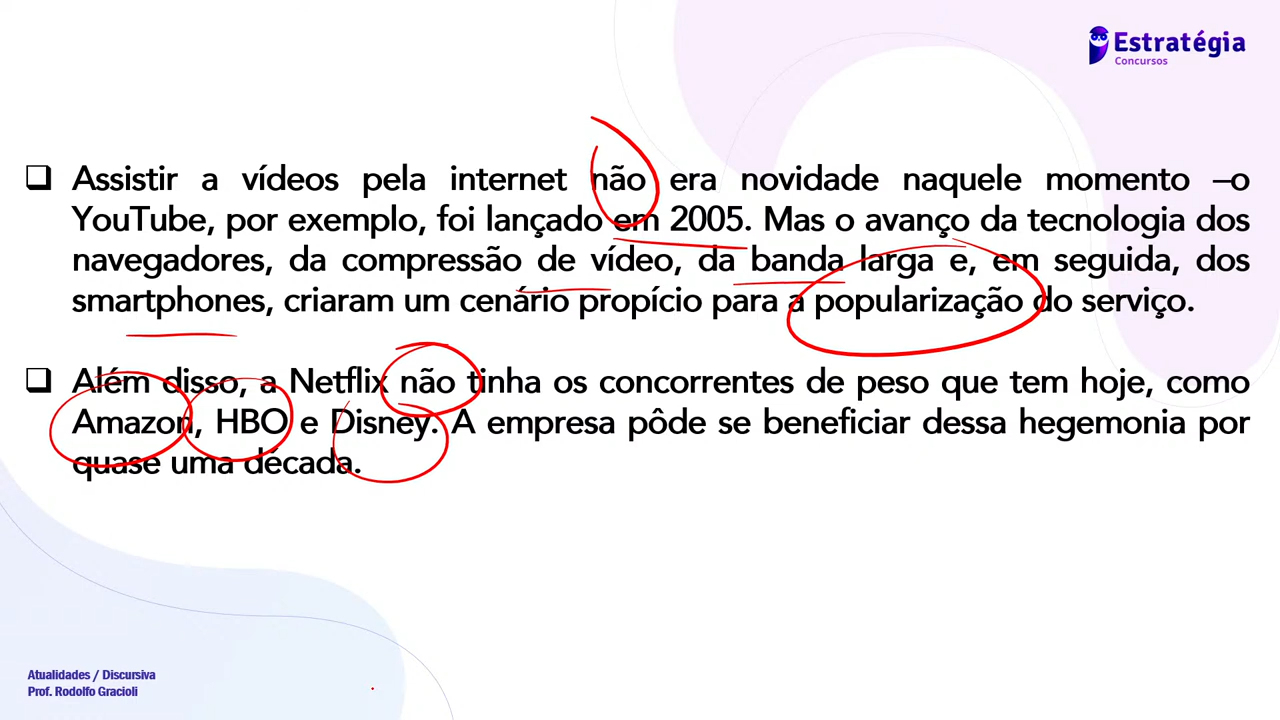 Estratégia
Concursos
❑ Assistir a vídeos pela internet não era novidade naquele momento –o
YouTube, por exemplo, foi lançado em 2005. Mas o avanço da tecnologia dos
navegadores, da compressão de vídeo, da banda larga e, em seguida, dos
smartphones, criaram um cenário propício para a popularização do serviço.
❑ Além disso, a Netflix não tinha os concorrentes de peso que tem hoje, como
Amazon, HBO e Disney. A empresa pôde se beneficiar dessa hegemonia por
quase uma década.
Atualidades / Discursiva
Prof. Rodolfo Gracioli